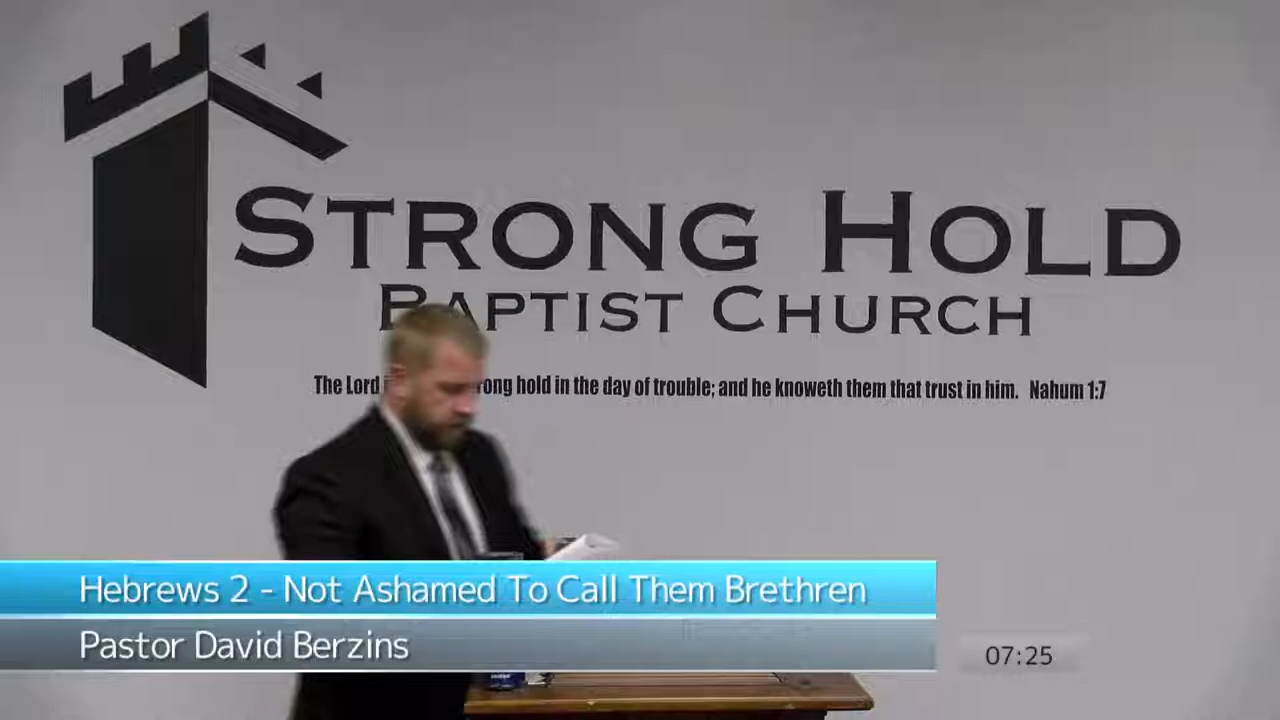 STRONG HOLD
BAPTIST CHURCH
The Lord rong hold in the day of trouble; and he knoweth them that trust in him. Nahum 1:7
Hebrews 2 - Not Ashamed To Call Them Brethren
Pastor David Berzins
07:25